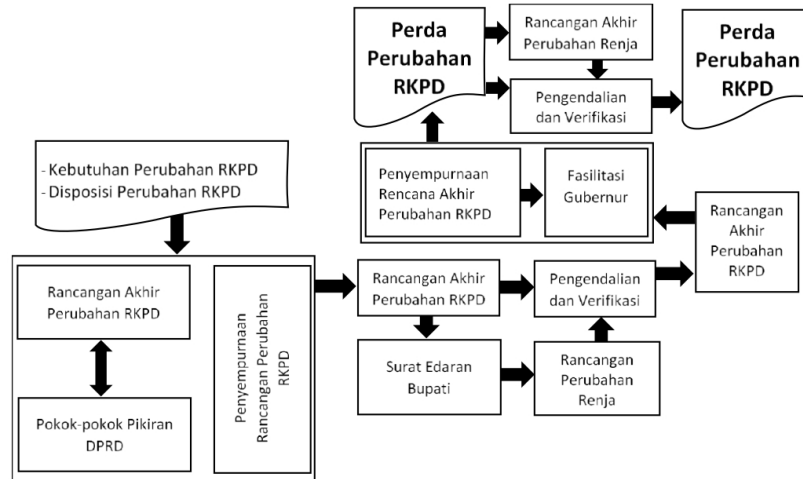 Perda
Perubahan
RKPD
Rancangan Akhir
Perubahan Renja
Pengendalian
dan Verifikasi
Perda
Perubahan
RKPD
- Kebutuhan Perubahan RKPD
- Disposisi Perubahan RKPD
Penyempurnaan
Rencana Akhir
Perubahan RKPD
Fasilitasi
Gubernur
Rancangan
Akhir
Perubahan
RKPD
Rancangan Akhir
Perubahan RKPD
Pokok-pokok Pikiran
DPRD
Penyempurnaan
Rancangan Perubahan
RKPD
Rancangan Akhir
Perubahan RKPD
Pengendalian
dan Verifikasi
Surat Edaran
Bupati
Rancangan
Perubahan
Renja